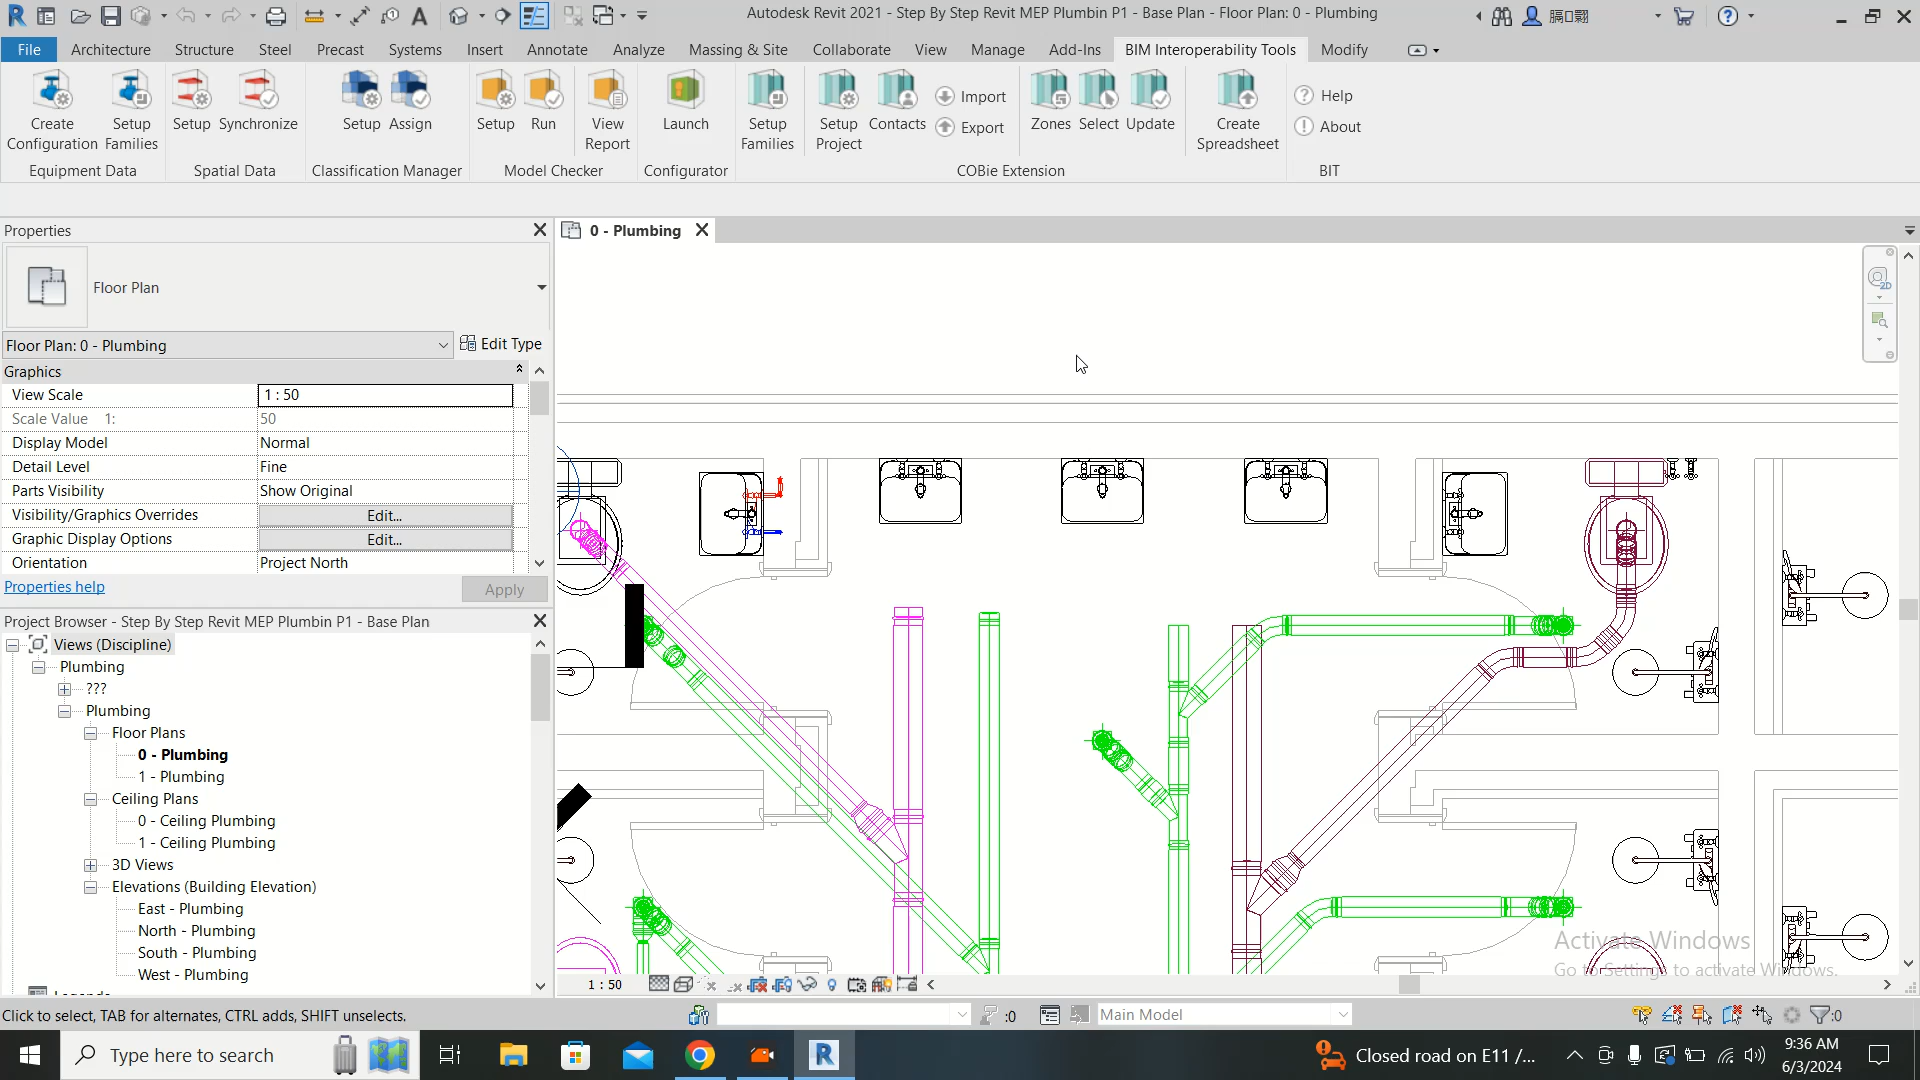 Autodesk Revit 2021 - Step By Step Revit MEP Plumbin P1 - Base Plan - Floor Plan: 0 - Plumbing
File Architecture Structure Steel Precast Systems Insert Annotate Analyze Massing & Site Collaborate View Manage Add-Ins BIM Interoperability Tools Modify
Create Configuration
Setup Families
Setup
Synchronize
Setup
Assign
Setup
Run
View Report
Launch
Setup Families
Setup Project
Contacts
Import
Export
Zones
Select
Update
Create Spreadsheet
Help
About
Equipment Data Spatial Data Classification Manager Model Checker Configurator COBie Extension BIT
Properties
0 - Plumbing
Floor Plan
Floor Plan: 0 - Plumbing
Edit Type
Graphics
View Scale 1 : 50
Scale Value 1: 50
Display Model Normal
Detail Level Fine
Parts Visibility Show Original
Visibility/Graphics Overrides Edit...
Graphic Display Options Edit...
Orientation Project North
Properties help
Apply
Project Browser - Step By Step Revit MEP Plumbin P1 - Base Plan
Views (Discipline)
Plumbing
???
Plumbing
Floor Plans
0 - Plumbing
1 - Plumbing
Ceiling Plans
0 - Ceiling Plumbing
1 - Ceiling Plumbing
3D Views
Elevations (Building Elevation)
East - Plumbing
North - Plumbing
South - Plumbing
West - Plumbing
Activate Windows
Go to Settings to activate Windows.
1 : 50
Click to select, TAB for alternates, CTRL adds, SHIFT unselects.
:0
Main Model
:0
Type here to search
Closed road on E11 /...
9:36 AM
6/3/2024